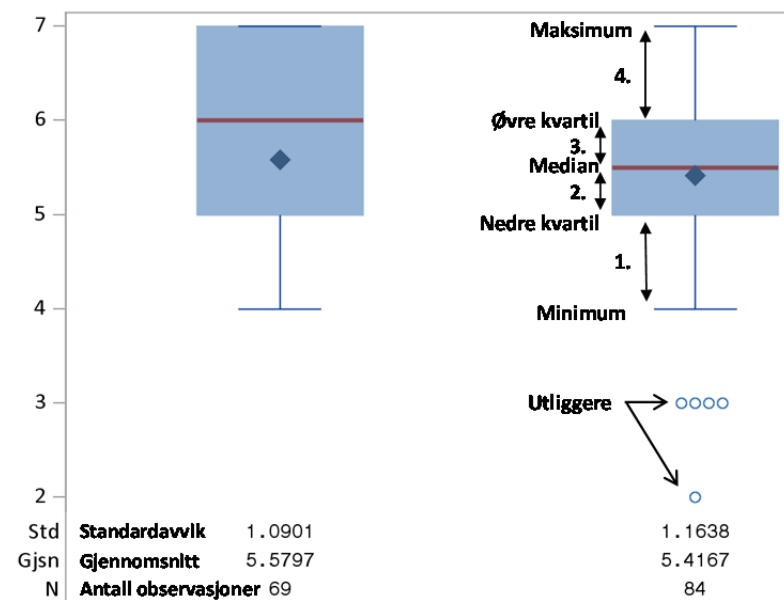 7
Maksimum
4.
6
Øvre kvartil
3.
Median
2.
5
Nedre kvartil
1.
4
Minimum
3
Utliggere
2
Std Standardavvik 1.0901 1.1638
Gjsn Gjennomsnitt 5.5797 5.4167
N Antall observasjoner 69 84